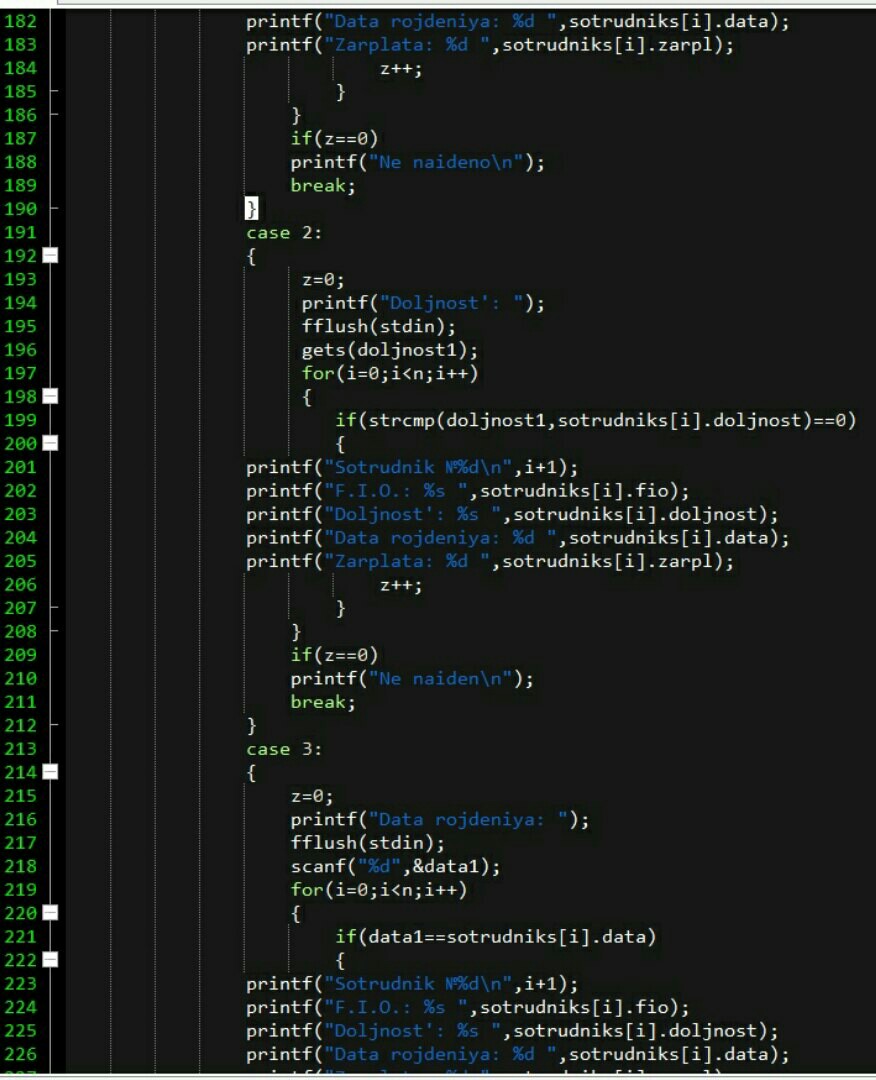 182 printf("Data rojdeniya: %d ",sotrudniks[i].data);
183 printf("Zarplata: %d ",sotrudniks[i].zarpl);
184 z++;
185 }
186 }
187 if(z==0)
188 printf("Ne naideno\n");
189 break;
190 }
191 case 2:
192 {
193 z=0;
194 printf("Doljnost': ");
195 fflush(stdin);
196 gets(doljnost1);
197 for(i=0;i<n;i++)
198 {
199 if(strcmp(doljnost1,sotrudniks[i].doljnost)==0)
200 {
201 printf("Sotrudnik №%d\n",i+1);
202 printf("F.I.O.: %s ",sotrudniks[i].fio);
203 printf("Doljnost': %s ",sotrudniks[i].doljnost);
204 printf("Data rojdeniya: %d ",sotrudniks[i].data);
205 printf("Zarplata: %d ",sotrudniks[i].zarpl);
206 z++;
207 }
208 }
209 if(z==0)
210 printf("Ne naiden\n");
211 break;
212 }
213 case 3:
214 {
215 z=0;
216 printf("Data rojdeniya: ");
217 fflush(stdin);
218 scanf("%d",&data1);
219 for(i=0;i<n;i++)
220 {
221 if(data1==sotrudniks[i].data)
222 {
223 printf("Sotrudnik №%d\n",i+1);
224 printf("F.I.O.: %s ",sotrudniks[i].fio);
225 printf("Doljnost': %s ",sotrudniks[i].doljnost);
226 printf("Data rojdeniya: %d ",sotrudniks[i].data);